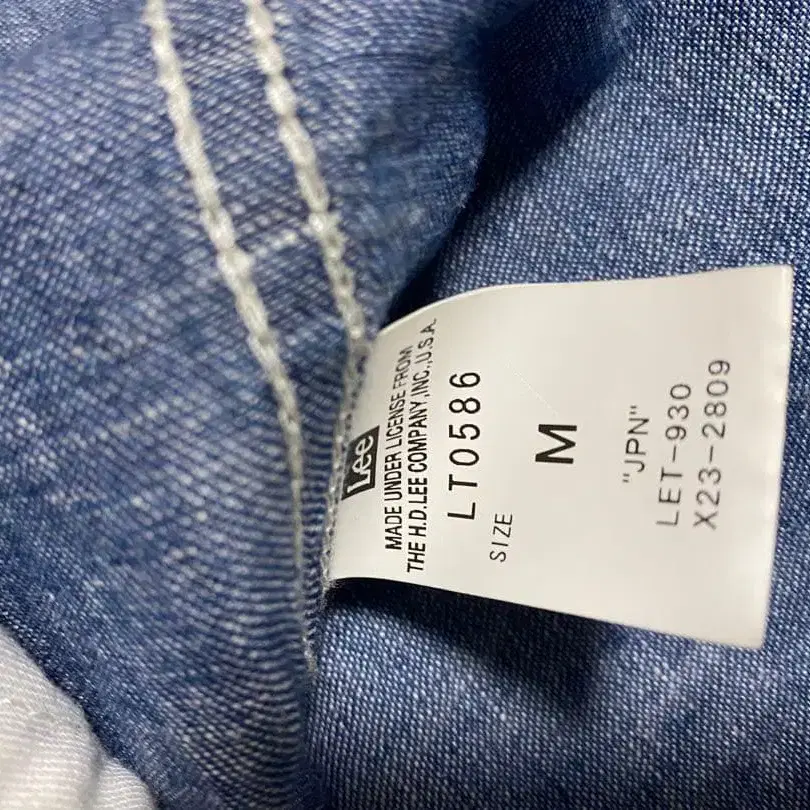 Lee
MADE UNDER LICENSE FROM
THE H.D.LEE COMPANY,INC.,U.S.A.
LT0586
SIZE M
"JPN"
LET-930
X23-2809